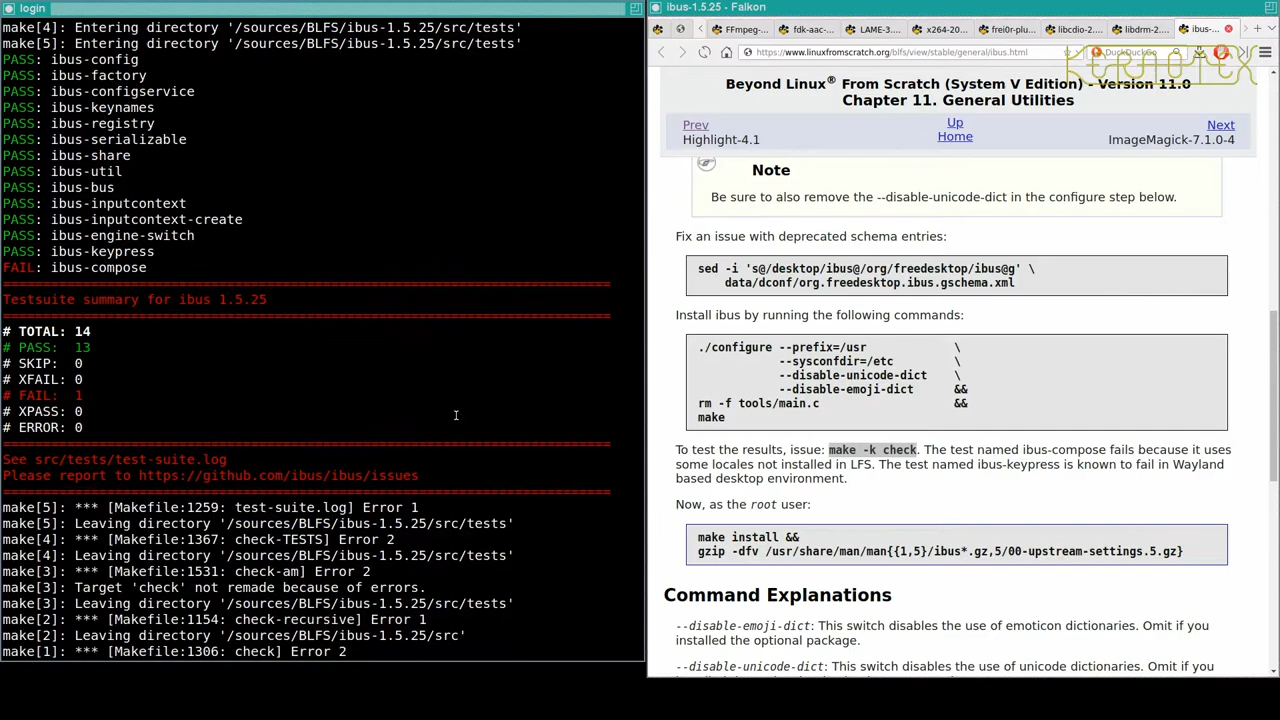 login
make[4]: Entering directory '/sources/BLFS/ibus-1.5.25/src/tests'
make[5]: Entering directory '/sources/BLFS/ibus-1.5.25/src/tests'
PASS: ibus-config
PASS: ibus-factory
PASS: ibus-configservice
PASS: ibus-keynames
PASS: ibus-registry
PASS: ibus-serializable
PASS: ibus-share
PASS: ibus-util
PASS: ibus-bus
PASS: ibus-inputcontext
PASS: ibus-inputcontext-create
PASS: ibus-engine-switch
PASS: ibus-keypress
FAIL: ibus-compose
============================================================================
Testsuite summary for ibus 1.5.25
============================================================================
# TOTAL: 14
# PASS:  13
# SKIP:  0
# XFAIL: 0
# FAIL:  1
# XPASS: 0
# ERROR: 0
============================================================================
See src/tests/test-suite.log
Please report to https://github.com/ibus/ibus/issues
============================================================================
make[5]: *** [Makefile:1259: test-suite.log] Error 1
make[5]: Leaving directory '/sources/BLFS/ibus-1.5.25/src/tests'
make[4]: *** [Makefile:1367: check-TESTS] Error 2
make[4]: Leaving directory '/sources/BLFS/ibus-1.5.25/src/tests'
make[3]: *** [Makefile:1531: check-am] Error 2
make[3]: Target 'check' not remade because of errors.
make[3]: Leaving directory '/sources/BLFS/ibus-1.5.25/src/tests'
make[2]: *** [Makefile:1154: check-recursive] Error 1
make[2]: Leaving directory '/sources/BLFS/ibus-1.5.25/src'
make[1]: *** [Makefile:1306: check] Error 2
ibus-1.5.25 - Falkon
FFmpeg-... fdk-aac-... LAME-3.... x264-20... frei0r-plu... libcdio-2... libdrm-2.... ibus-...
https://www.linuxfromscratch.org/blfs/view/stable/general/ibus.html
DuckDuckGo
KERNOTEX
Beyond Linux® From Scratch (System V Edition) - Version 11.0
Chapter 11. General Utilities
Prev Up Next
Highlight-4.1 Home ImageMagick-7.1.0-4
Note
Be sure to also remove the --disable-unicode-dict in the configure step below.
Fix an issue with deprecated schema entries:
sed -i 's@/desktop/ibus@/org/freedesktop/ibus@g' \
data/dconf/org.freedesktop.ibus.gschema.xml
Install ibus by running the following commands:
./configure --prefix=/usr \
--sysconfdir=/etc \
--disable-unicode-dict \
--disable-emoji-dict &&
rm -f tools/main.c &&
make
To test the results, issue: make -k check. The test named ibus-compose fails because it uses
some locales not installed in LFS. The test named ibus-keypress is known to fail in Wayland
based desktop environment.
Now, as the root user:
make install &&
gzip -dfv /usr/share/man/man{{1,5}/ibus*.gz,5/00-upstream-settings.5.gz}
Command Explanations
--disable-emoji-dict: This switch disables the use of emoticon dictionaries. Omit if you
installed the optional package.
--disable-unicode-dict: This switch disables the use of unicode dictionaries. Omit if you